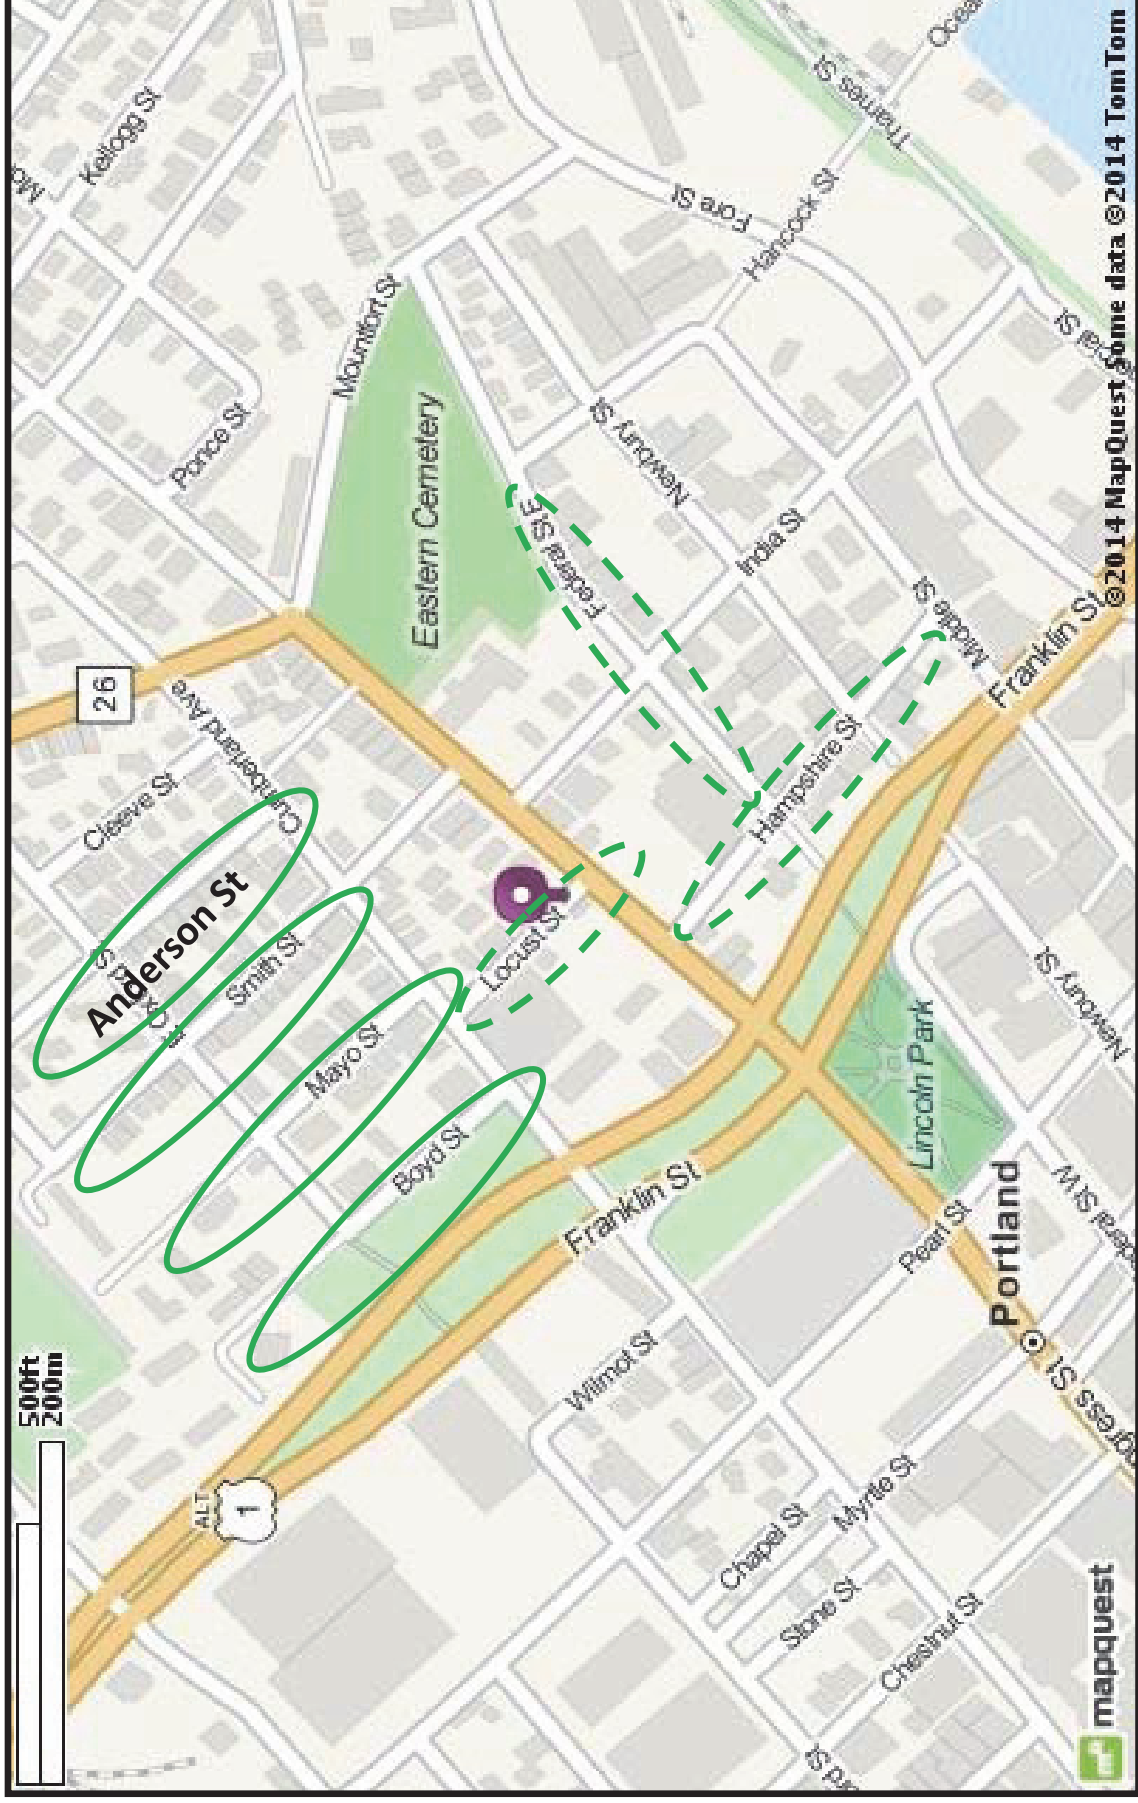 500ft
200m
26
ALT
1
Kellogg St
Ponce St
Mountfort St
Eastern Cemetery
Cleeve St
Cumberland Ave
Anderson St
Smith St
Mayo St
Boyd St
Locust St
Federal St E
Newbury St
India St
Hampshire St
Middle St
Franklin St
Fore St
Hancock St
Thames St
Franklin St
Lincoln Park
Newbury St
Pearl St
Portland
Wilmot St
Myrtle St
Chapel St
Stone St
Chestnut St
mapquest
©2014 MapQuest Some data ©2014 TomTom